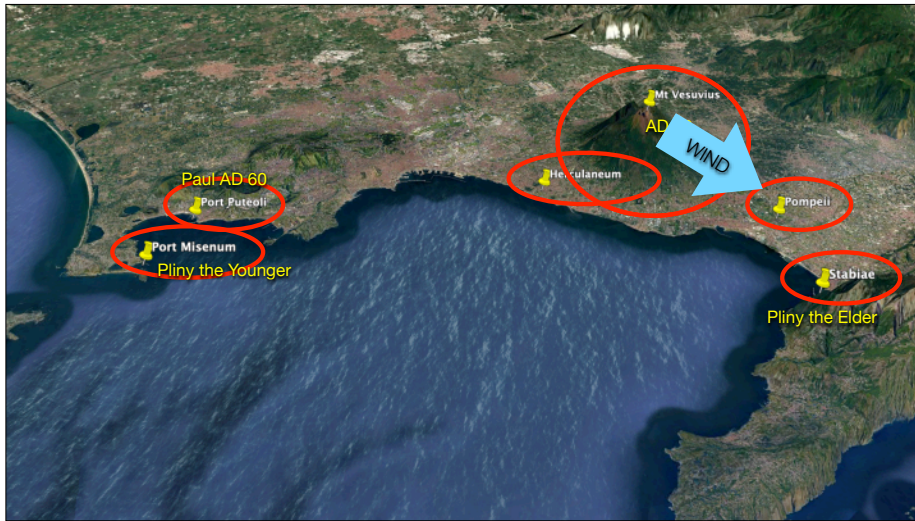 Mt Vesuvius
AD
WIND
Herculaneum
Paul AD 60
Port Puteoli
Pompeii
Port Misenum
Pliny the Younger
Stabiae
Pliny the Elder